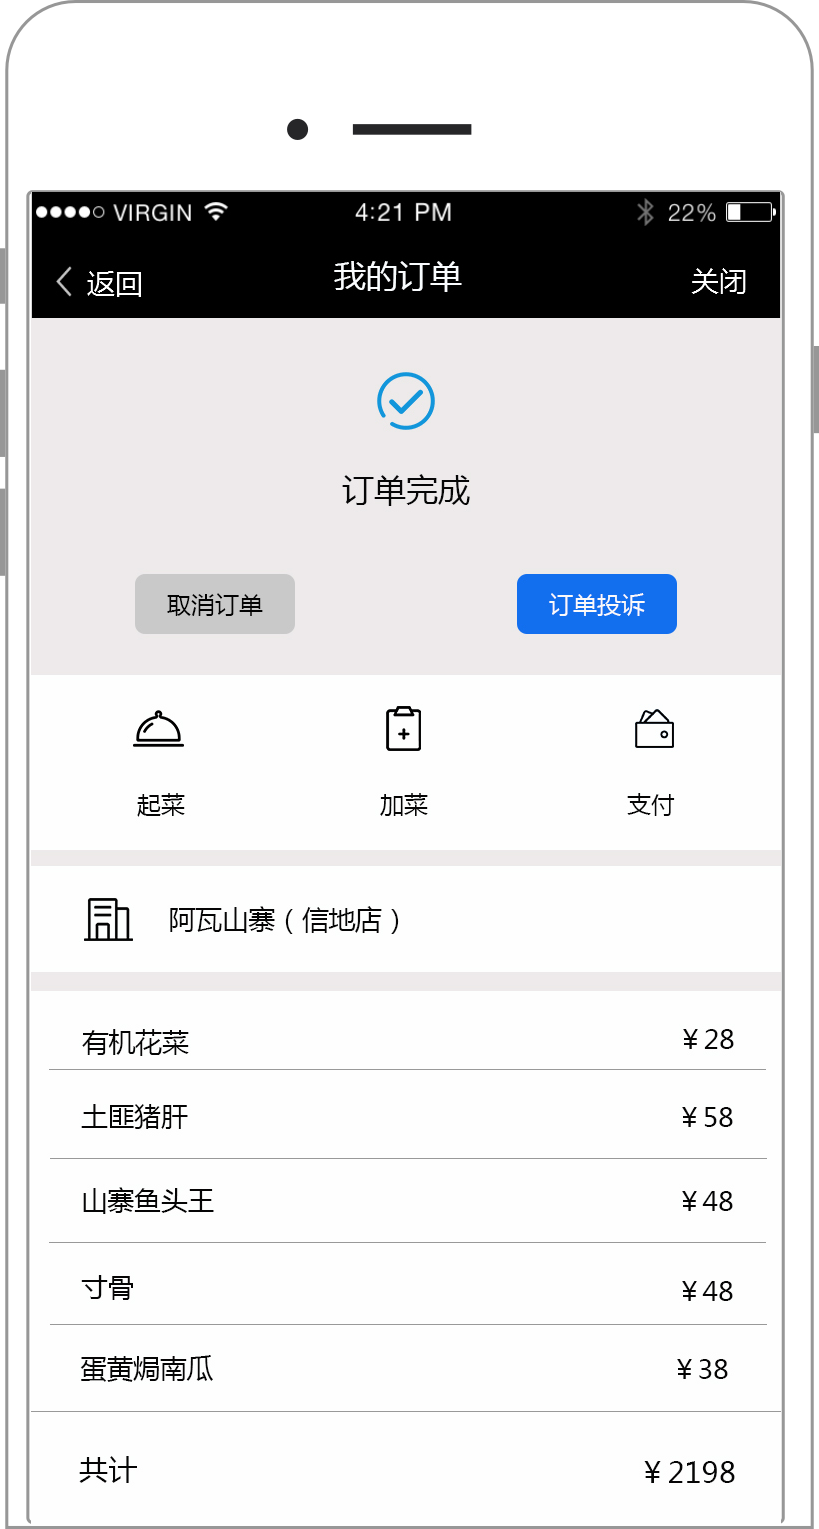 VIRGIN 4:21 PM 22%
返回 我的订单 关闭
订单完成
取消订单 订单投诉
起菜 加菜 支付
阿瓦山寨（信地店）
有机花菜 ¥28
土匪猪肝 ¥58
山寨鱼头王 ¥48
寸骨 ¥48
蛋黄焗南瓜 ¥38
共计 ¥2198